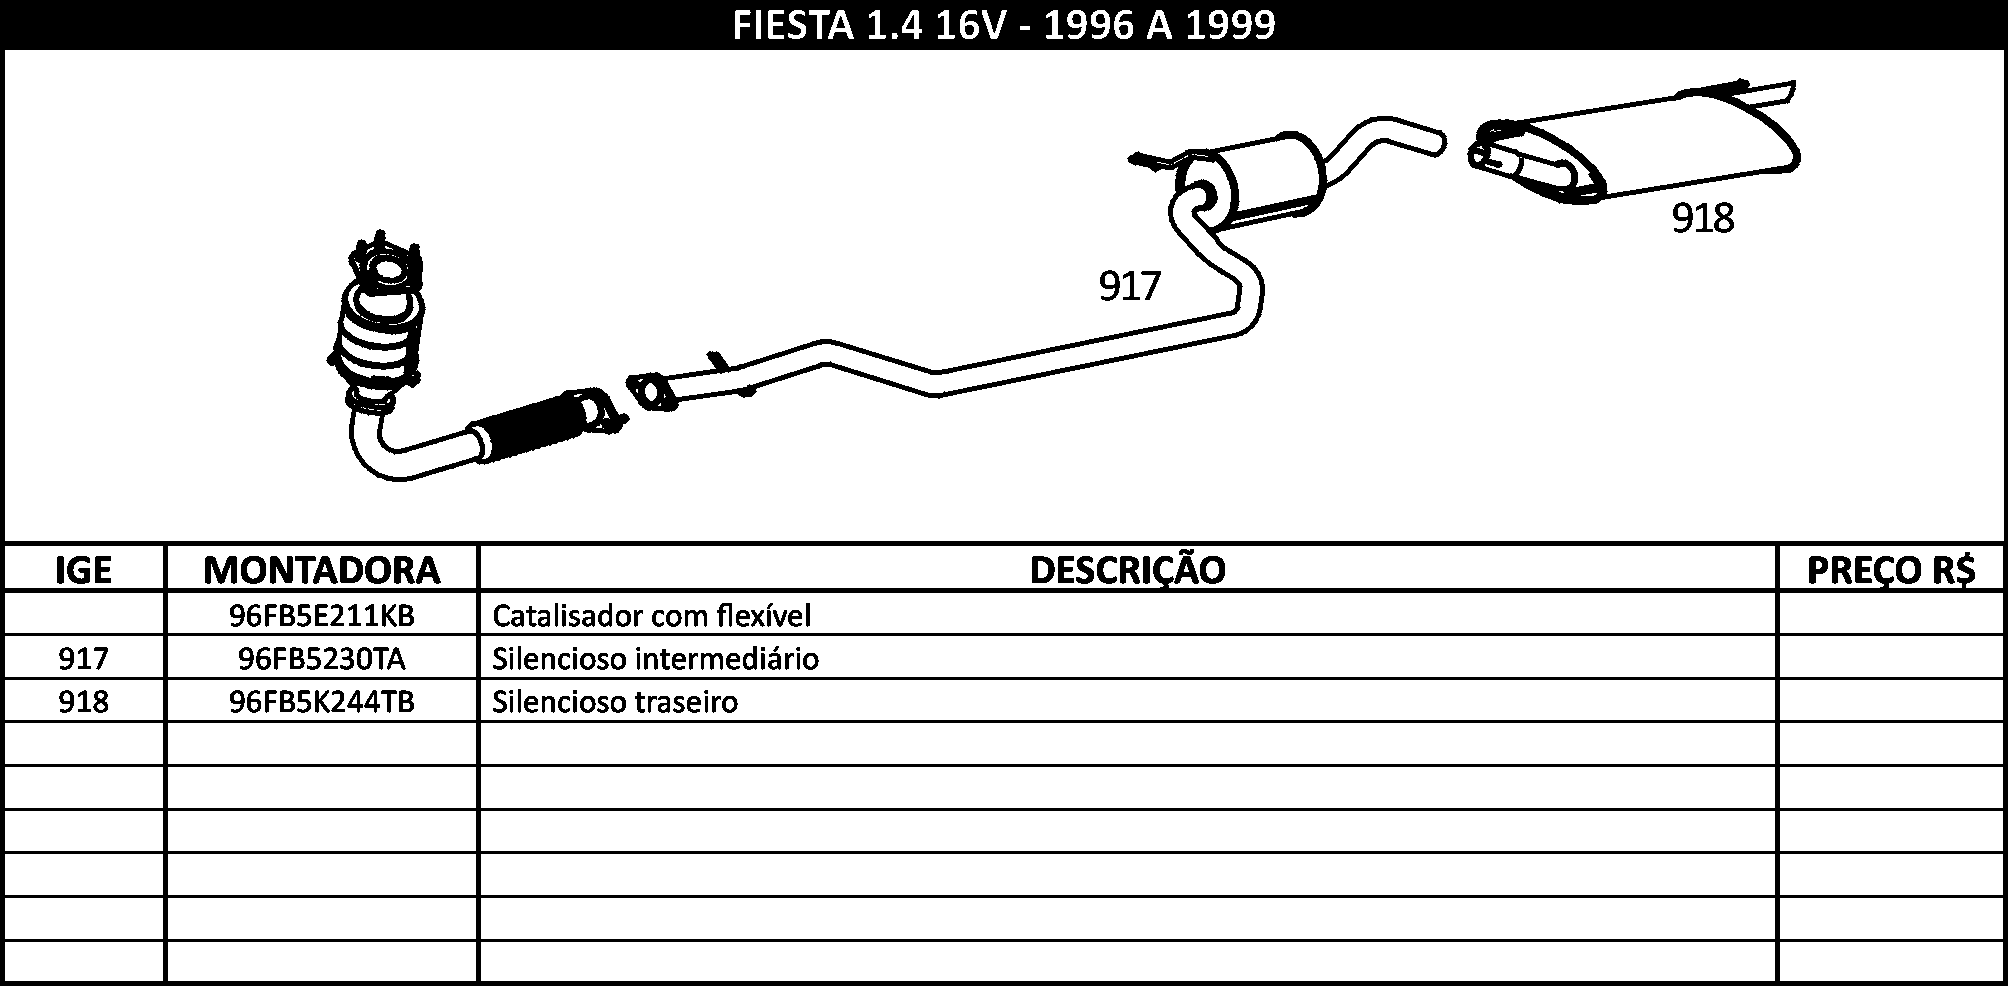 FIESTA 1.4 16V - 1996 A 1999
918
917
IGE MONTADORA DESCRIÇÃO PREÇO R$
96FB5E211KB Catalisador com flexível
917 96FB5230TA Silencioso intermediário
918 96FB5K244TB Silencioso traseiro